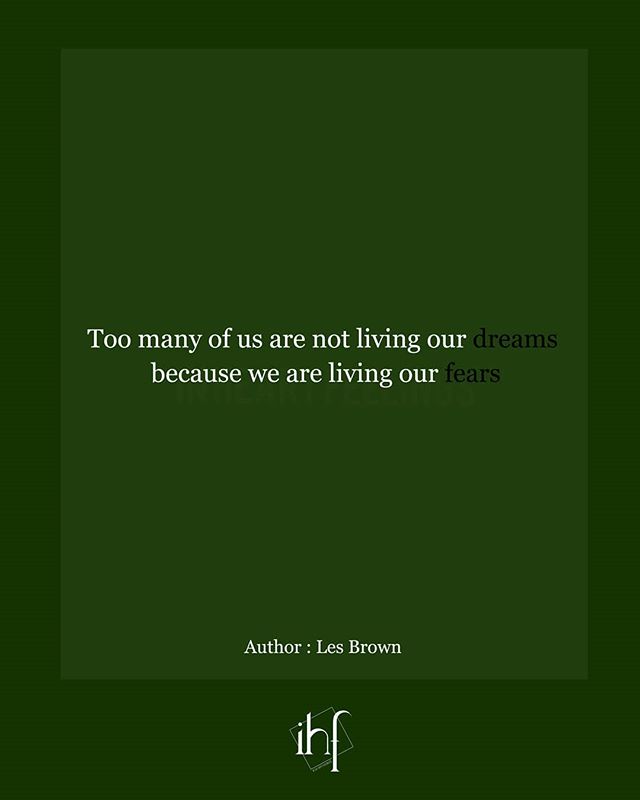 Too many of us are not living our dreams
because we are living our fears
Author : Les Brown
ihf